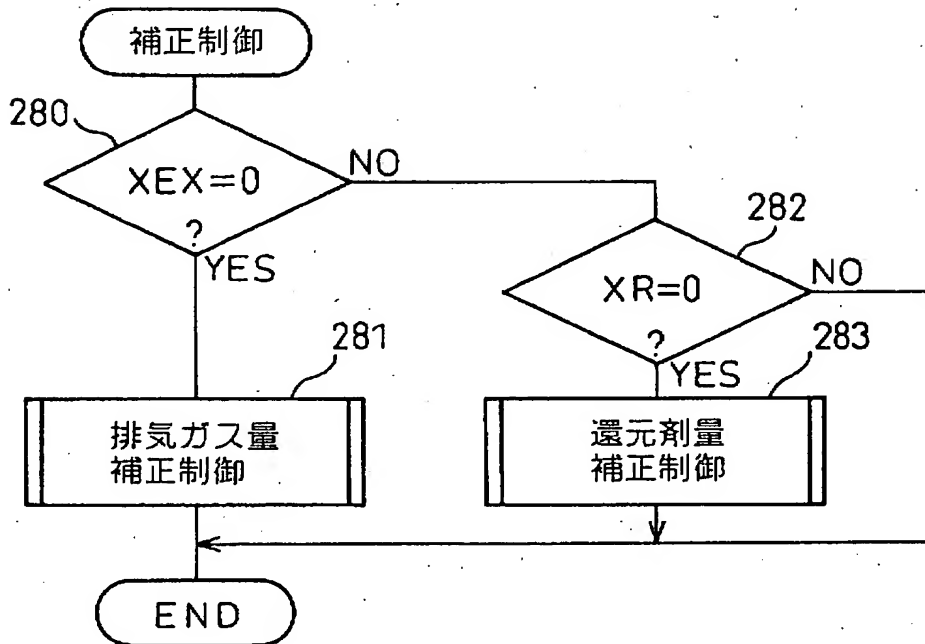 補正制御
280
XEX=0
?
NO
YES
282
XR=0
?
NO
YES
281
排気ガス量
補正制御
283
還元剤量
補正制御
END